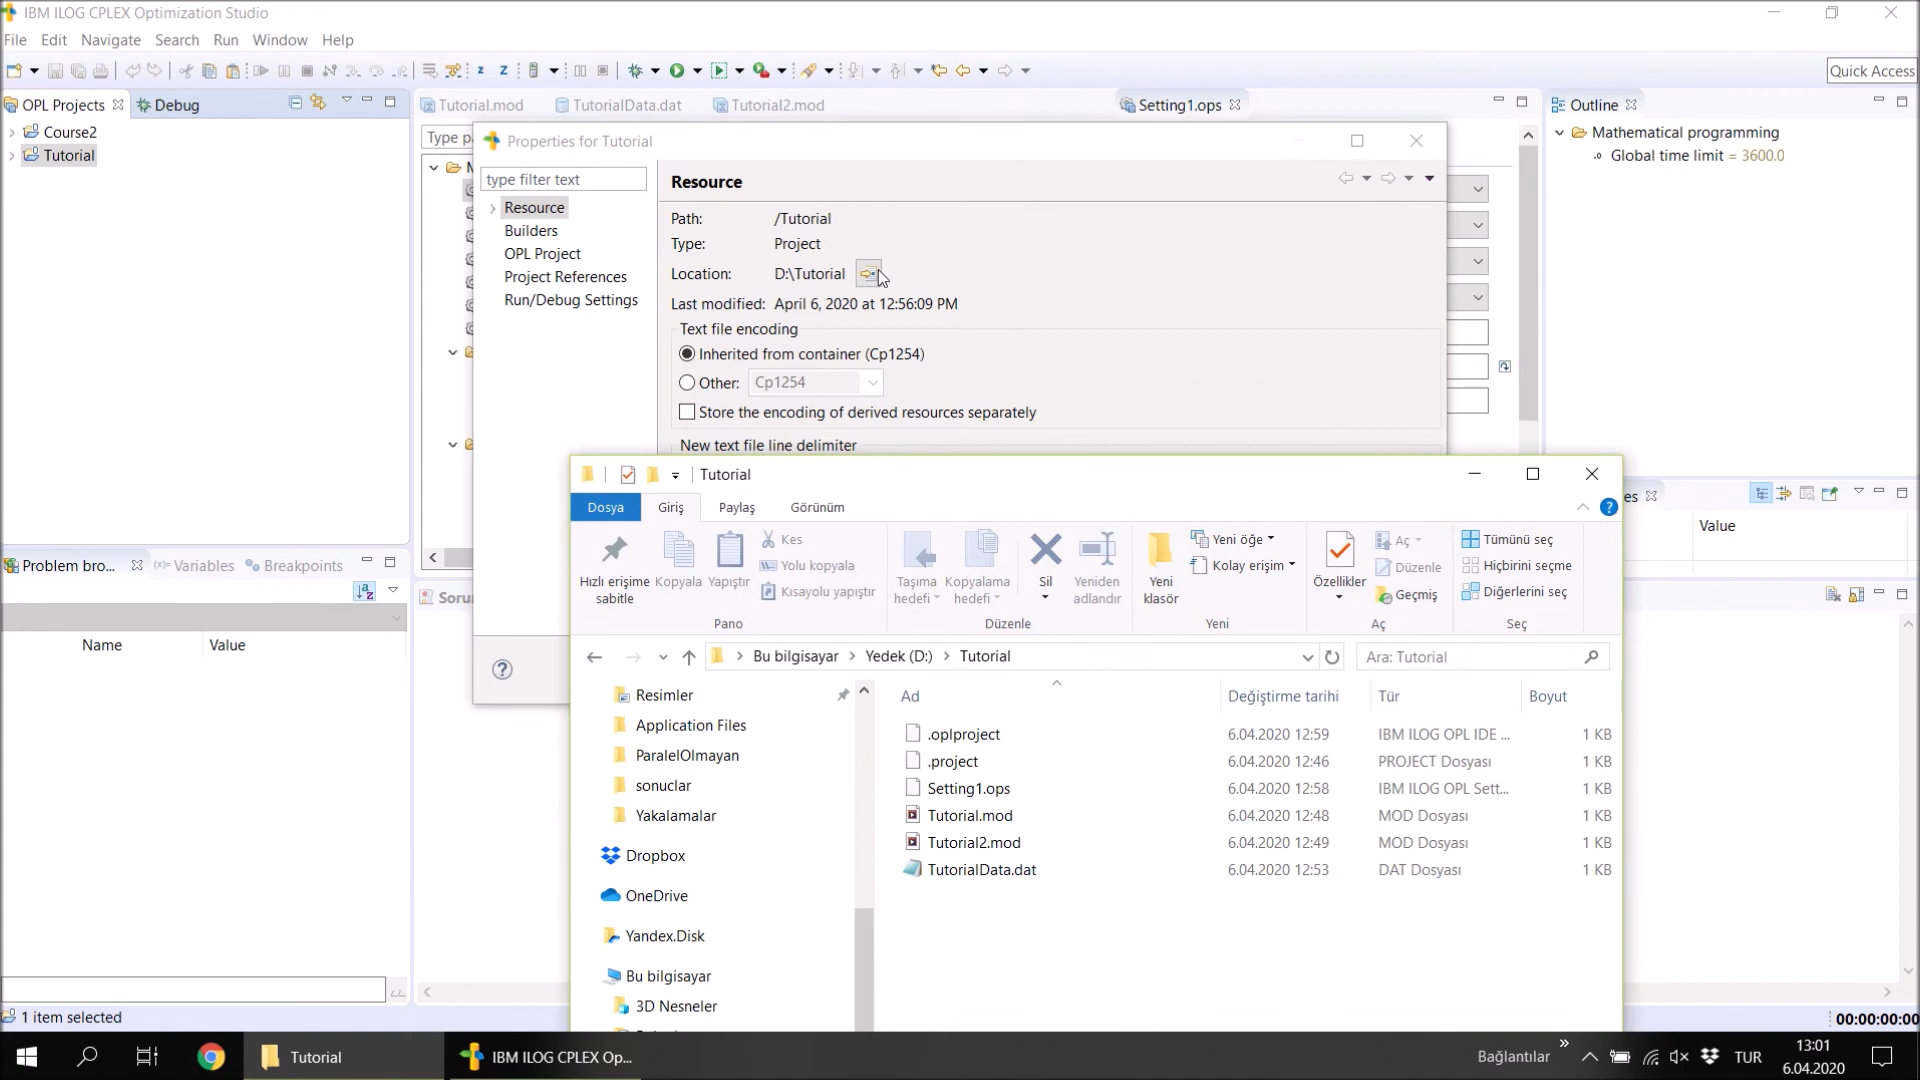 IBM ILOG CPLEX Optimization Studio
File Edit Navigate Search Run Window Help
Quick Access
OPL Projects
Debug
Tutorial.mod
TutorialData.dat
Tutorial2.mod
Setting1.ops
Outline
Course2
Tutorial
Type pa
M
Mathematical programming
Global time limit = 3600.0
Properties for Tutorial
type filter text
Resource
Builders
OPL Project
Project References
Run/Debug Settings
Resource
Path: /Tutorial
Type: Project
Location: D:\Tutorial
Last modified: April 6, 2020 at 12:56:09 PM
Text file encoding
Inherited from container (Cp1254)
Other: Cp1254
Store the encoding of derived resources separately
New text file line delimiter
es
Value
Problem bro...
(x)= Variables
Breakpoints
Sorun
Name Value
Tutorial
Dosya Giriş Paylaş Görünüm
Hızlı erişime sabitle
Kopyala
Yapıştır
Kes
Yolu kopyala
Kısayolu yapıştır
Pano
Taşıma hedefi
Kopyalama hedefi
Sil
Yeniden adlandır
Düzenle
Yeni klasör
Yeni öğe
Kolay erişim
Yeni
Özellikler
Aç
Düzenle
Geçmiş
Aç
Tümünü seç
Hiçbirini seçme
Diğerlerini seç
Seç
Bu bilgisayar > Yedek (D:) > Tutorial
Ara: Tutorial
Resimler
Application Files
ParalelOlmayan
sonuclar
Yakalamalar
Dropbox
OneDrive
Yandex.Disk
Bu bilgisayar
3D Nesneler
Ad Değiştirme tarihi Tür Boyut
.oplproject 6.04.2020 12:59 IBM ILOG OPL IDE ... 1 KB
.project 6.04.2020 12:46 PROJECT Dosyası 1 KB
Setting1.ops 6.04.2020 12:58 IBM ILOG OPL Sett... 1 KB
Tutorial.mod 6.04.2020 12:48 MOD Dosyası 1 KB
Tutorial2.mod 6.04.2020 12:49 MOD Dosyası 1 KB
TutorialData.dat 6.04.2020 12:53 DAT Dosyası 1 KB
1 item selected
00:00:00:00
Tutorial
IBM ILOG CPLEX Op...
Bağlantılar
TUR
13:01
6.04.2020